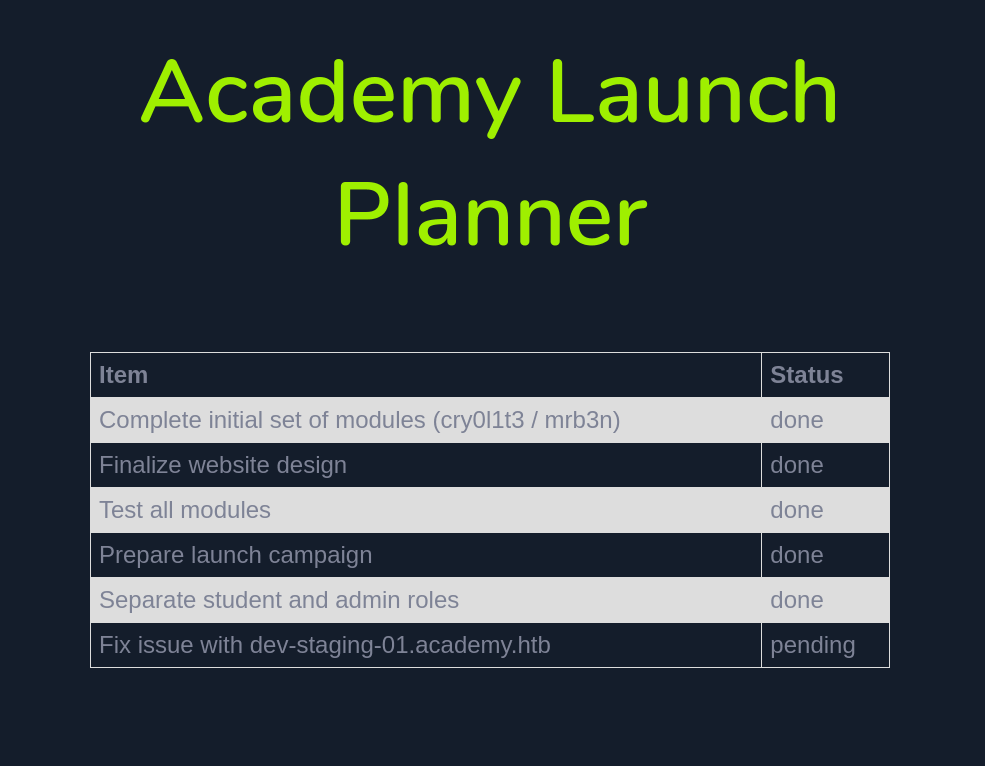 Academy Launch
Planner
Item Status
Complete initial set of modules (cry0l1t3 / mrb3n) done
Finalize website design done
Test all modules done
Prepare launch campaign done
Separate student and admin roles done
Fix issue with dev-staging-01.academy.htb pending